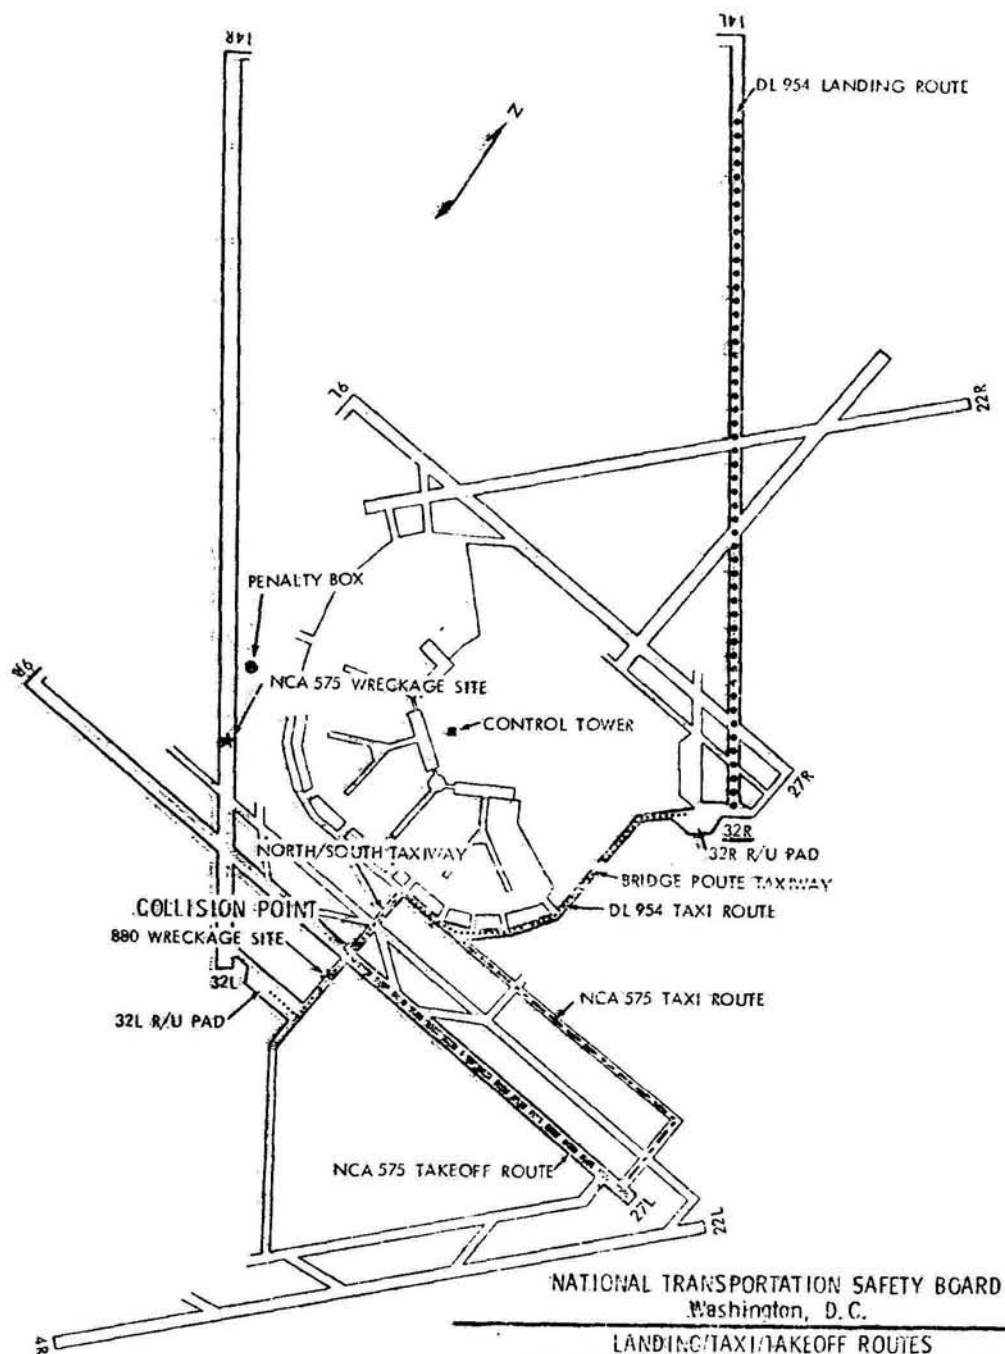 14R
14L
DL 954 LANDING ROUTE
N
9L
22R
PENALTY BOX
9R
NCA 575 WRECKAGE SITE
CONTROL TOWER
27R
32R
32R R/U PAD
NORTH/SOUTH TAXIWAY
BRIDGE ROUTE TAXIWAY
COLLISION POINT
DL 954 TAXI ROUTE
880 WRECKAGE SITE
32L
NCA 575 TAXI ROUTE
32L R/U PAD
NCA 575 TAKEOFF ROUTE
27L
22L
NATIONAL TRANSPORTATION SAFETY BOARD
Washington, D.C.
4R
LANDING/TAXI/TAKEOFF ROUTES